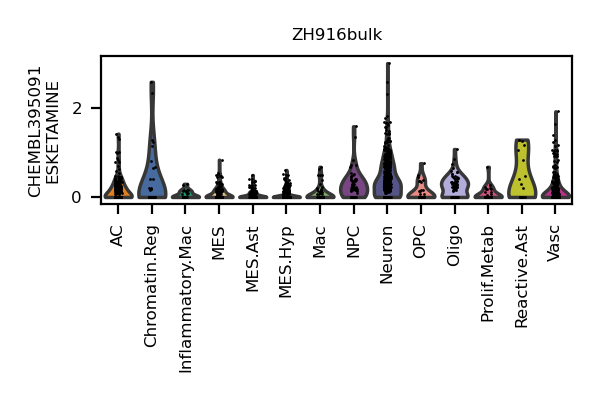 ZH916bulk
CHEMBL395091
ESKETAMINE
2
0
AC
Chromatin.Reg
Inflammatory.Mac
MES
MES.Ast
MES.Hyp
Mac
NPC
Neuron
OPC
Oligo
Prolif.Metab
Reactive.Ast
Vasc